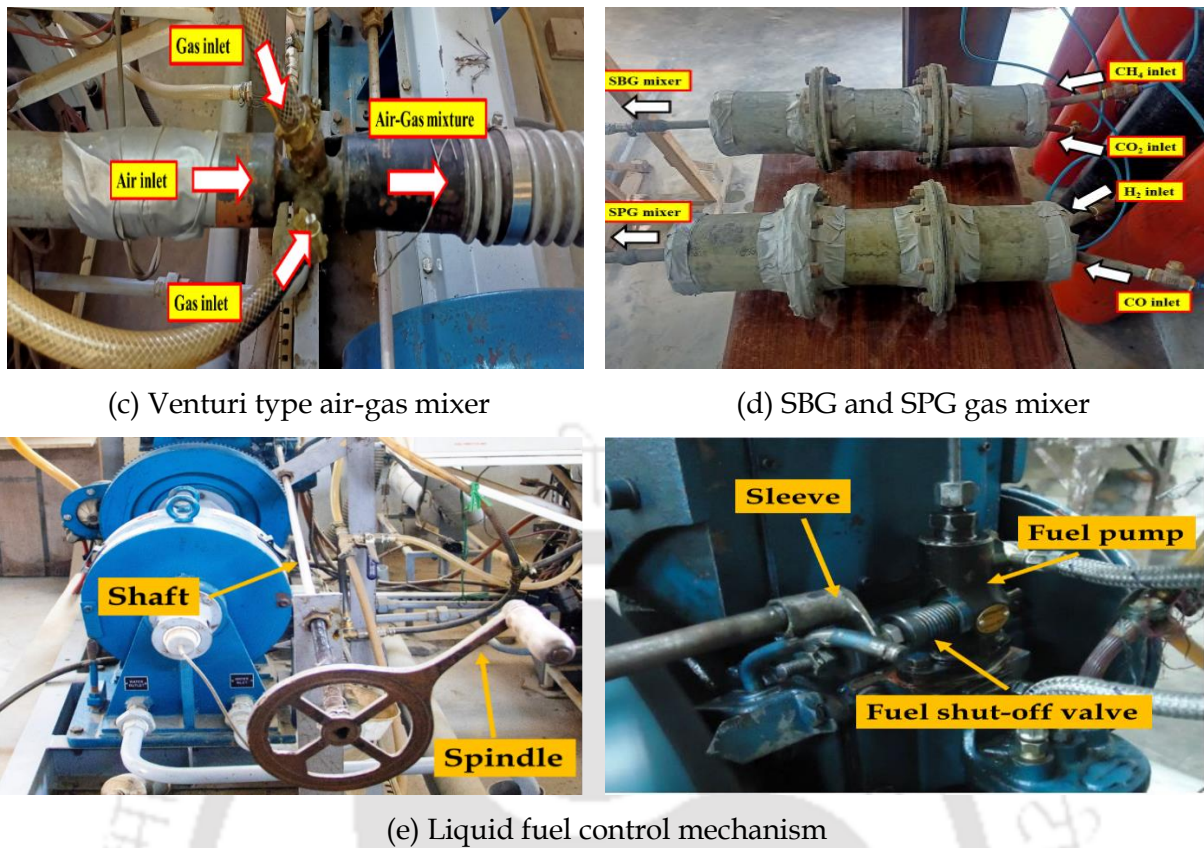 Gas inlet
Air-Gas mixture
Air inlet
Gas inlet
SBG mixer
CH₄ inlet
CO₂ inlet
H₂ inlet
SPG mixer
CO inlet
(c) Venturi type air-gas mixer
(d) SBG and SPG gas mixer
Shaft
Spindle
Sleeve
Fuel pump
Fuel shut-off valve
(e) Liquid fuel control mechanism